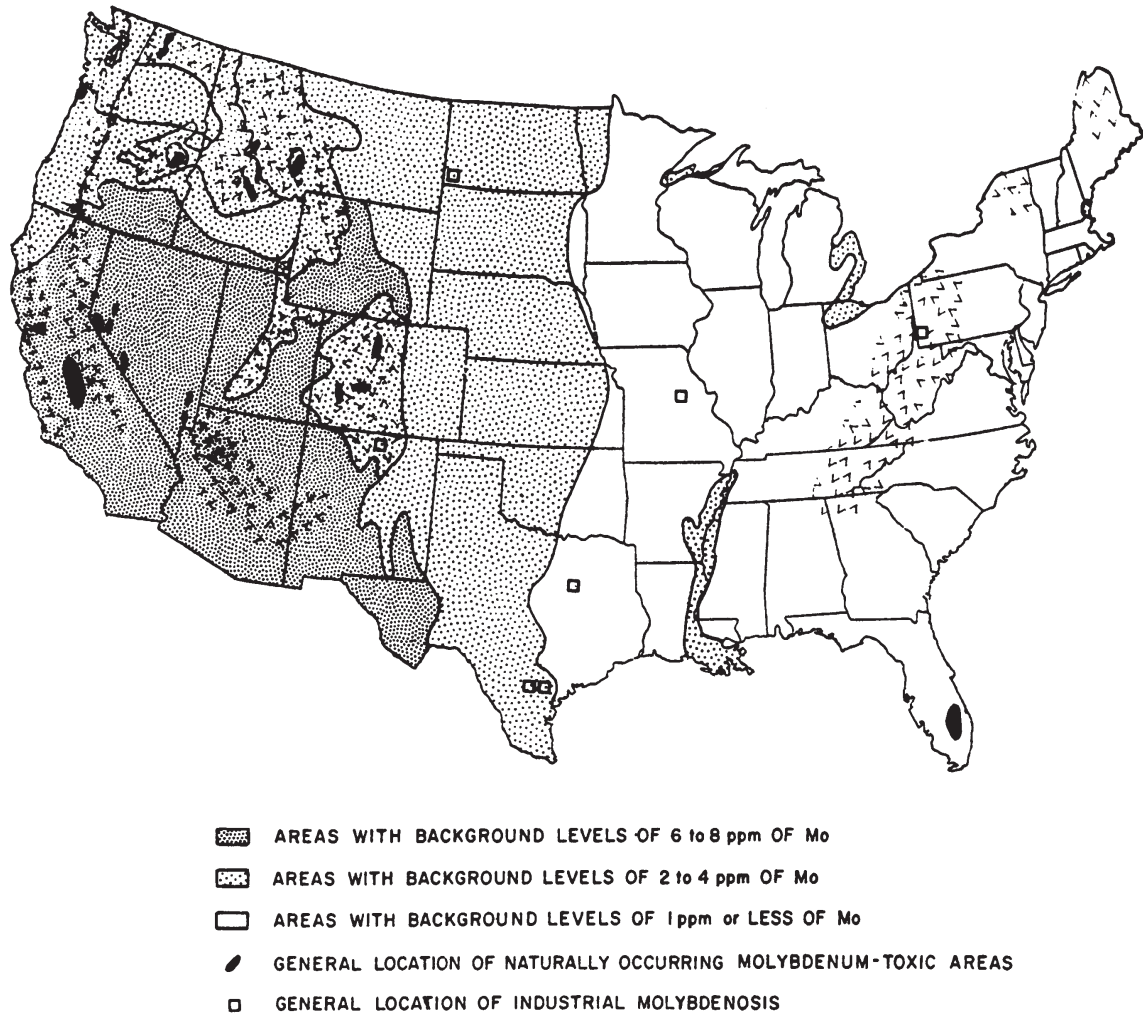 AREAS WITH BACKGROUND LEVELS OF 6 to 8 ppm OF Mo
AREAS WITH BACKGROUND LEVELS OF 2 to 4 ppm OF Mo
AREAS WITH BACKGROUND LEVELS OF 1 ppm or LESS OF Mo
GENERAL LOCATION OF NATURALLY OCCURRING MOLYBDENUM-TOXIC AREAS
GENERAL LOCATION OF INDUSTRIAL MOLYBDENOSIS